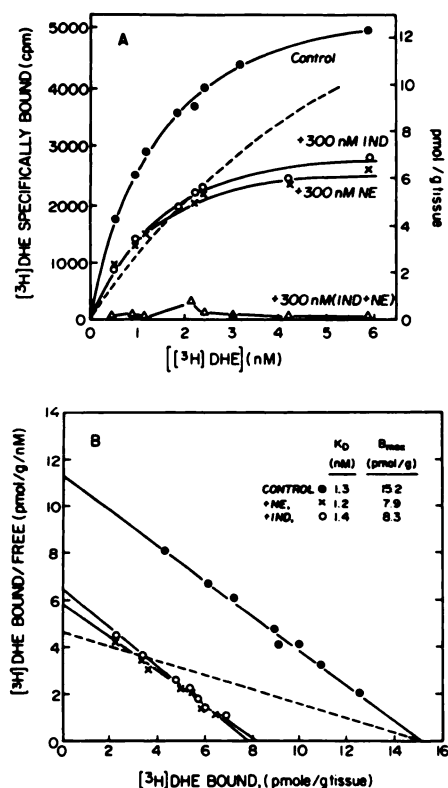 A
[³H] DHE SPECIFICALLY BOUND (cpm)
5000
4000
3000
2000
1000
0
12
10
8
6
4
2
0
pmol/g tissue
Control
+300 nM IND
+300 nM NE
+300 nM (IND+NE)
0 1 2 3 4 5 6
[[³H] DHE] (nM)
B
[³H] DHE BOUND/FREE (pmol/g/nM)
14
12
10
8
6
4
2
0
K_D B_max
(nM) (pmol/g)
CONTROL ● 1.3 15.2
+NE, × 1.2 7.9
+IND, ○ 1.4 8.3
0 2 4 6 8 10 12 14 16
[³H] DHE BOUND, (pmole/g tissue)